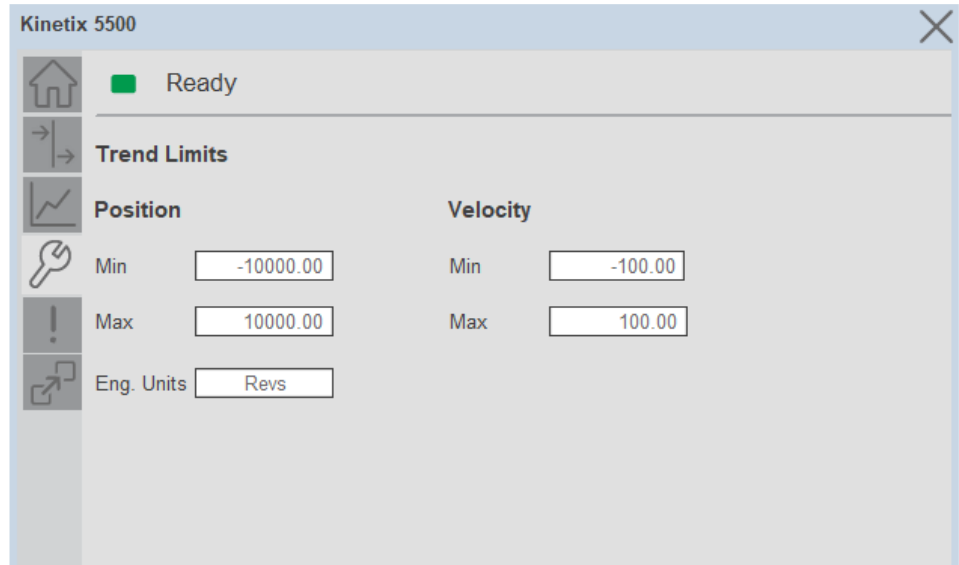 Kinetix 5500
Ready
Trend Limits
Position Velocity
Min -10000.00 Min -100.00
Max 10000.00 Max 100.00
Eng. Units Revs